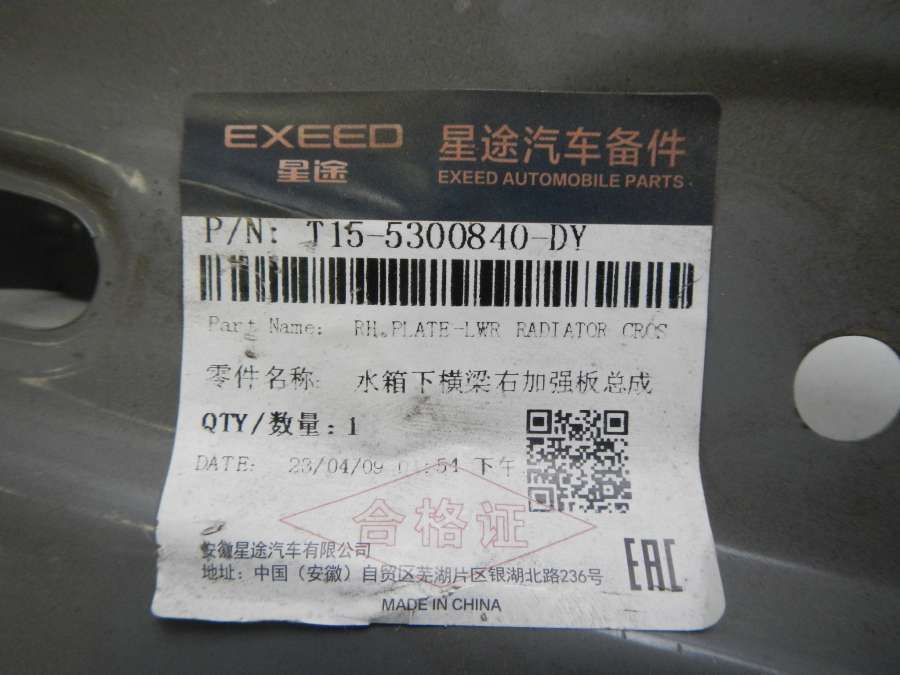 EXEED
星途
星途汽车备件
EXEED AUTOMOBILE PARTS
P/N: T15-5300840-DY
Part Name: RH.PLATE-LWR RADIATOR CROS
零件名称: 水箱下横梁右加强板总成
QTY/数量: 1
DATE: 23/04/09 01:54 下午
合格证
安徽星途汽车有限公司
地址：中国（安徽）自贸区芜湖片区银湖北路236号
EAC
MADE IN CHINA